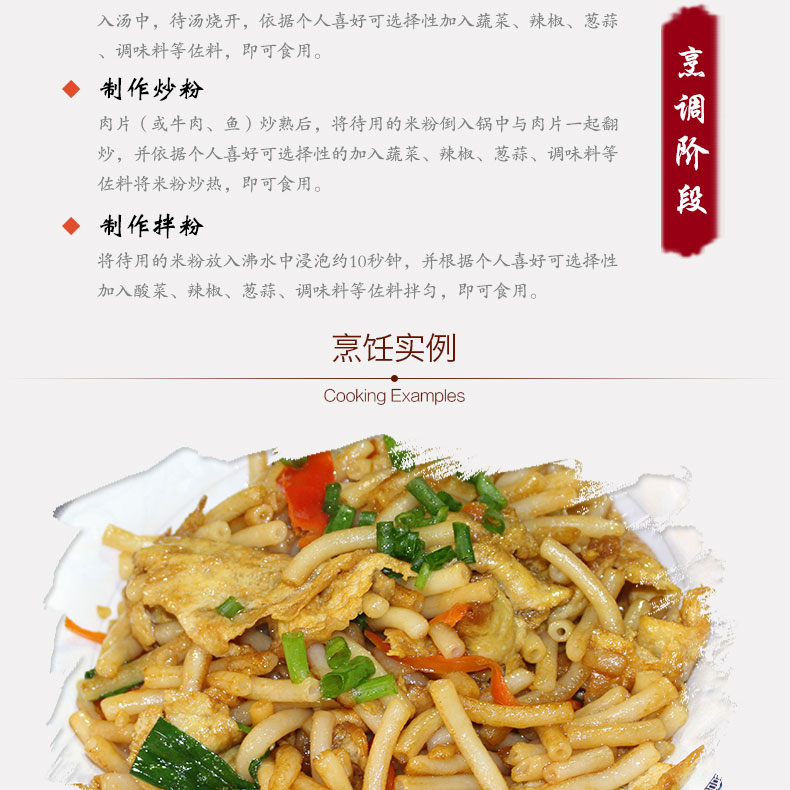 入汤中，待汤烧开，依据个人喜好可选择性加入蔬菜、辣椒、葱蒜
、调味料等佐料，即可食用。
制作炒粉
肉片（或牛肉、鱼）炒熟后，将待用的米粉倒入锅中与肉片一起翻
炒，并依据个人喜好可选择性的加入蔬菜、辣椒、葱蒜、调味料等
佐料将米粉炒热，即可食用。
制作拌粉
将待用的米粉放入沸水中浸泡约10秒钟，并根据个人喜好可选择性
加入酸菜、辣椒、葱蒜、调味料等佐料拌匀，即可食用。
烹调阶段
烹饪实例
Cooking Examples